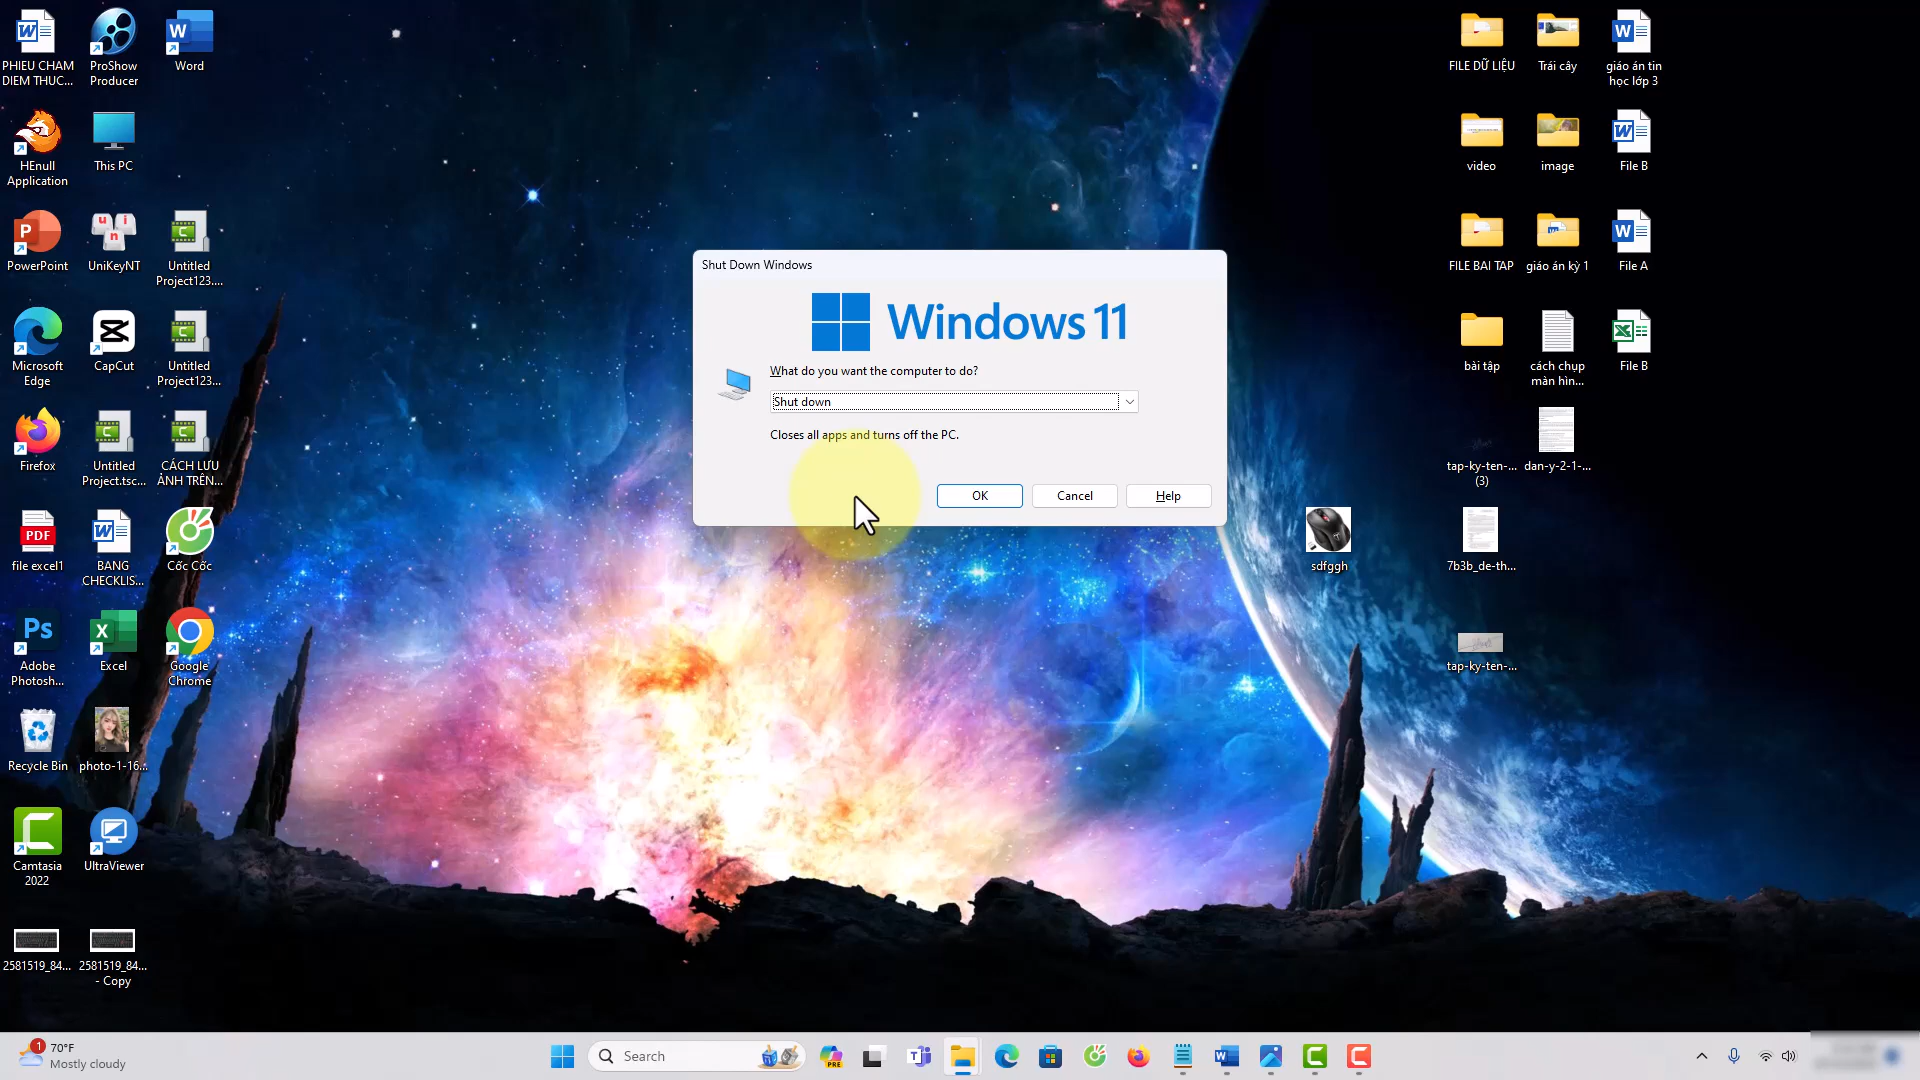 PHIEU CHAM
DIEM THUC...
ProShow
Producer
Word
HEnull
Application
This PC
PowerPoint
UniKeyNT
Untitled
Project123....
Microsoft
Edge
CapCut
Untitled
Project123...
Firefox
Untitled
Project.tsc...
CÁCH LƯU
ẢNH TRÊN...
PDF
file excel1
BANG
CHECKLIS...
Cốc Cốc
Ps
Adobe
Photosh...
Excel
Google
Chrome
Recycle Bin
photo-1-16...
Camtasia
2022
UltraViewer
2581519_84...
2581519_84...
- Copy
Shut Down Windows
Windows 11
What do you want the computer to do?
Shut down
Closes all apps and turns off the PC.
OK
Cancel
Help
FILE DỮ LIỆU
Trái cây
giáo án tin
học lớp 3
video
image
File B
FILE BAI TAP
giáo án kỳ 1
File A
bài tập
cách chụp
màn hìn...
File B
tap-ky-ten-...
(3)
dan-y-2-1-...
sdfggh
7b3b_de-th...
tap-ky-ten-...
1
70°F
Mostly cloudy
Search
PRE